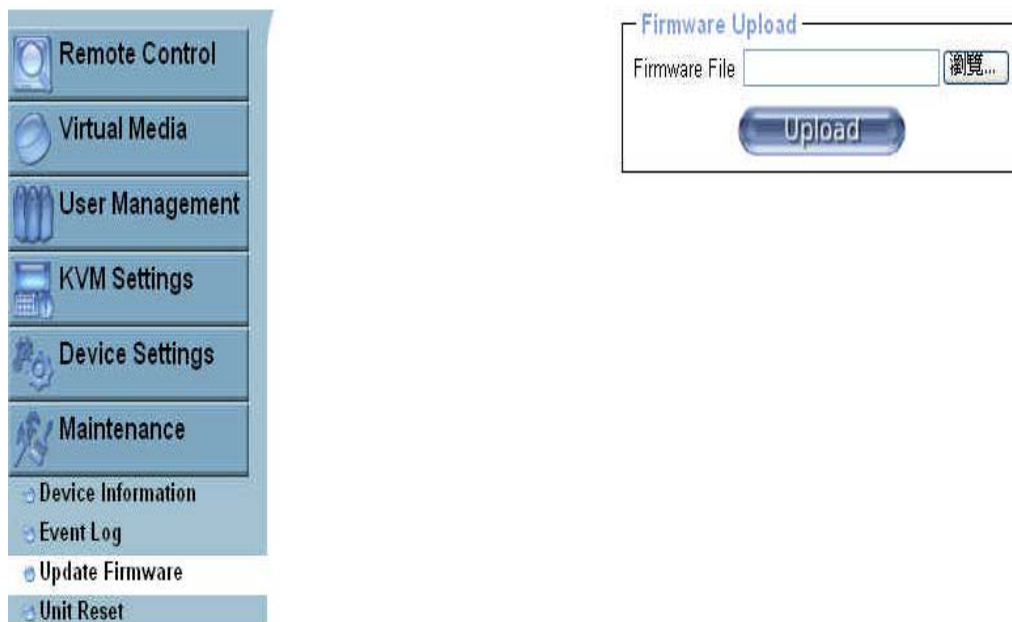 Remote Control
Virtual Media
User Management
KVM Settings
Device Settings
Maintenance
Device Information
Event Log
Update Firmware
Unit Reset
Firmware Upload
Firmware File 瀏覽...
Upload